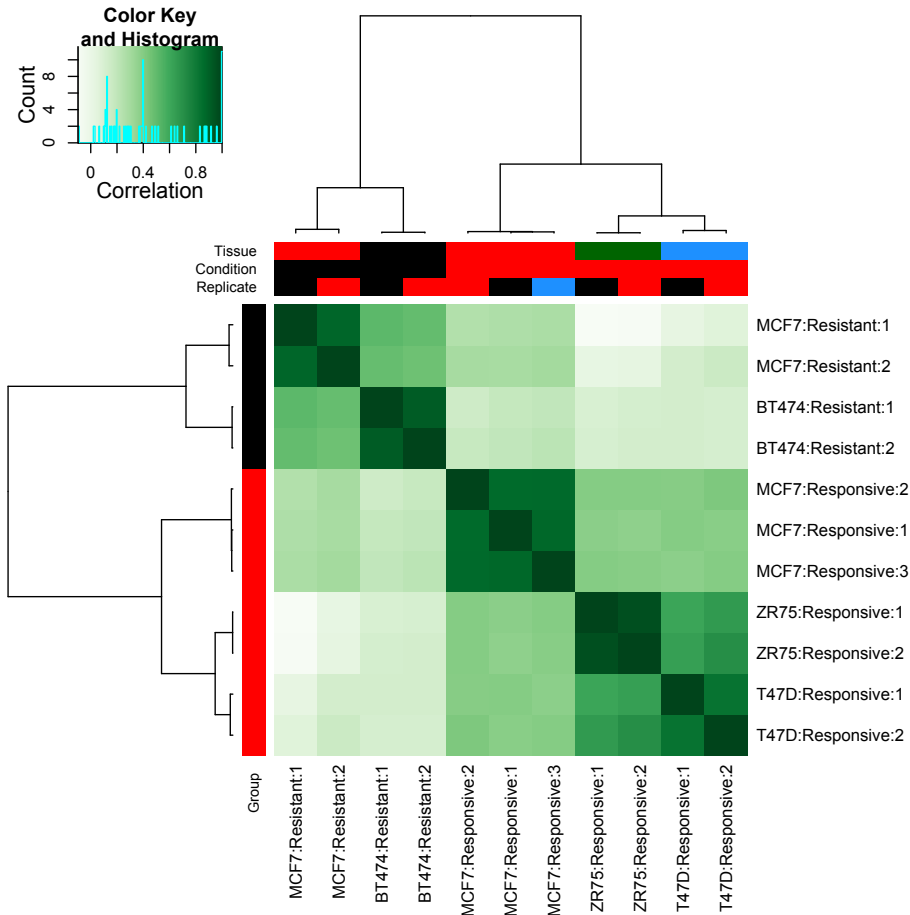 Color Key
and Histogram
Count
0
4
8
0
0.4
0.8
Correlation
Tissue
Condition
Replicate
MCF7:Resistant:1
MCF7:Resistant:2
BT474:Resistant:1
BT474:Resistant:2
MCF7:Responsive:2
MCF7:Responsive:1
MCF7:Responsive:3
ZR75:Responsive:1
ZR75:Responsive:2
T47D:Responsive:1
T47D:Responsive:2
Group
MCF7:Resistant:1
MCF7:Resistant:2
BT474:Resistant:1
BT474:Resistant:2
MCF7:Responsive:2
MCF7:Responsive:1
MCF7:Responsive:3
ZR75:Responsive:1
ZR75:Responsive:2
T47D:Responsive:1
T47D:Responsive:2